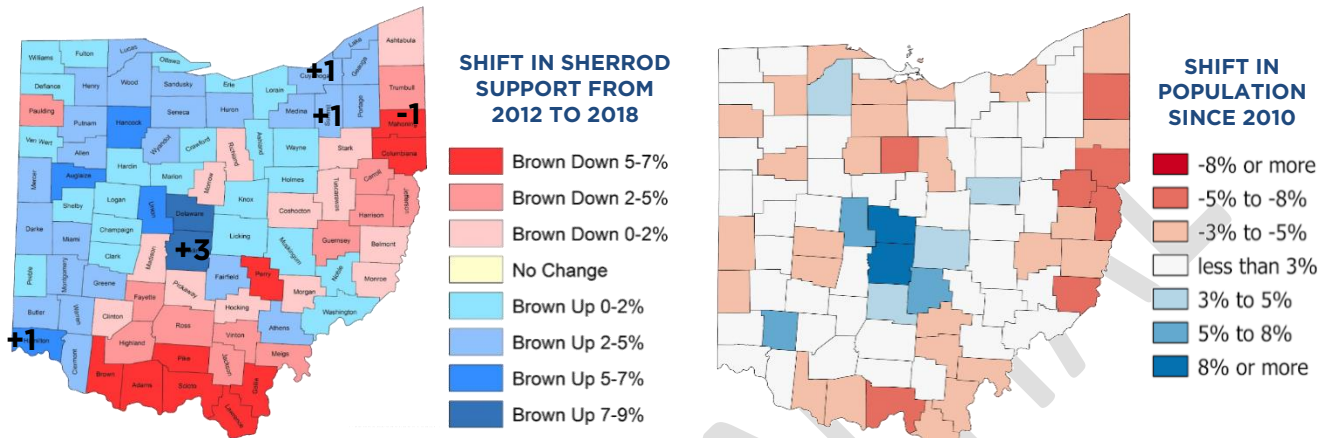 Williams
Fulton
Lucas
Ottawa
Lake
Ashtabula
Geauga
+1
Defiance
Henry
Wood
Sandusky
Erie
Lorain
Trumbull
Paulding
Seneca
Huron
Medina
+1
Portage
-1
Putnam
Hancock
Mahoning
Van Wert
Allen
Wyandot
Crawford
Richland
Ashland
Wayne
Stark
Columbiana
Mercer
Auglaize
Hardin
Marion
Morrow
Holmes
Carroll
Jefferson
Shelby
Logan
Union
Delaware
Knox
Coshocton
Tuscarawas
Harrison
Darke
Miami
Champaign
Clark
+3
Licking
Muskingum
Guernsey
Belmont
Preble
Montgomery
Greene
Madison
Pickaway
Fairfield
Perry
Morgan
Noble
Monroe
Butler
Warren
Clinton
Fayette
Ross
Hocking
Athens
Washington
+1
Hamilton
Clermont
Highland
Vinton
Meigs
Pike
Jackson
Brown
Adams
Scioto
Gallia
Lawrence
SHIFT IN SHERROD
SUPPORT FROM
2012 TO 2018
Brown Down 5-7%
Brown Down 2-5%
Brown Down 0-2%
No Change
Brown Up 0-2%
Brown Up 2-5%
Brown Up 5-7%
Brown Up 7-9%
SHIFT IN
POPULATION
SINCE 2010
-8% or more
-5% to -8%
-3% to -5%
less than 3%
3% to 5%
5% to 8%
8% or more